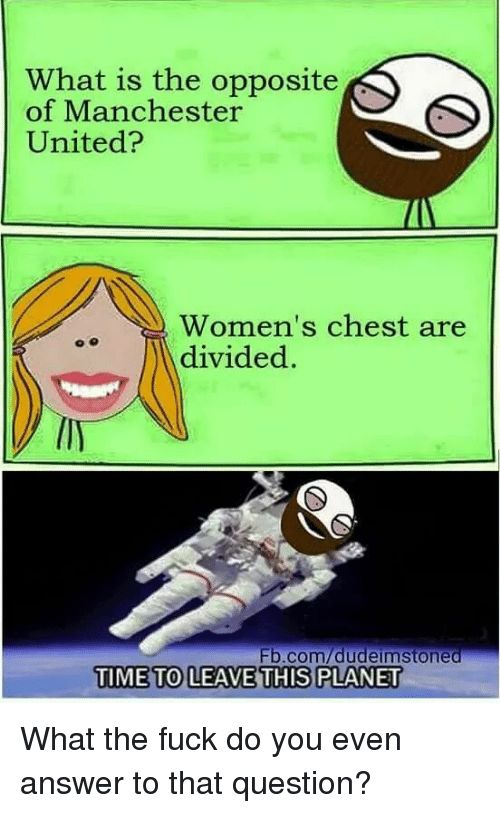 What is the opposite
of Manchester
United?
Women's chest are
divided.
Fb.com/dudeimstoned
TIME TO LEAVE THIS PLANET
What the fuck do you even
answer to that question?